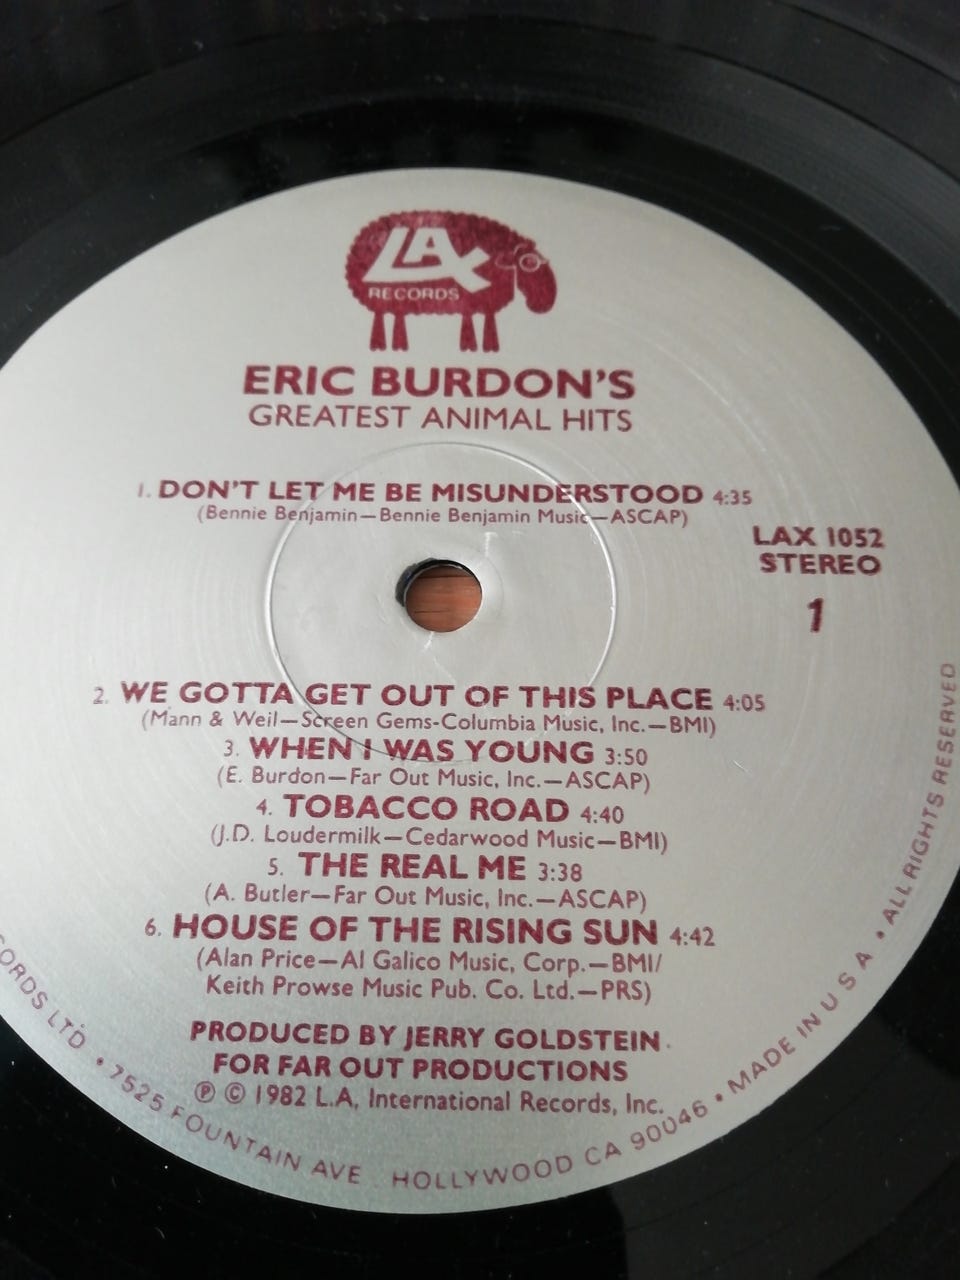 LAX
RECORDS
ERIC BURDON'S
GREATEST ANIMAL HITS
1. DON'T LET ME BE MISUNDERSTOOD 4:35
(Bennie Benjamin—Bennie Benjamin Music—ASCAP)
LAX 1052
STEREO
1
2. WE GOTTA GET OUT OF THIS PLACE 4:05
(Mann & Weil—Screen Gems-Columbia Music, Inc.—BMI)
3. WHEN I WAS YOUNG 3:50
(E. Burdon—Far Out Music, Inc.—ASCAP)
4. TOBACCO ROAD 4:40
(J.D. Loudermilk—Cedarwood Music—BMI)
5. THE REAL ME 3:38
(A. Butler—Far Out Music, Inc.—ASCAP)
6. HOUSE OF THE RISING SUN 4:42
(Alan Price—Al Galico Music, Corp.—BMI/
Keith Prowse Music Pub. Co. Ltd.—PRS)
PRODUCED BY JERRY GOLDSTEIN
FOR FAR OUT PRODUCTIONS
℗ © 1982 L.A. International Records, Inc.
LTD. • 7525 FOUNTAIN AVE. HOLLYWOOD CA 90046 • MADE IN U S A • ALL RIGHTS RESERVED